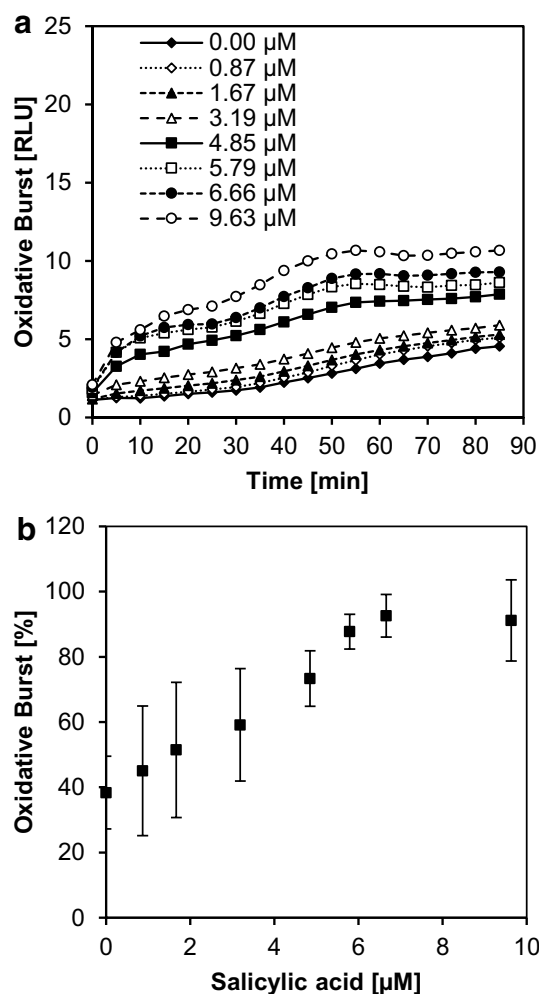 a
25
20
15
10
5
0
Oxidative Burst [RLU]
0.00 µM
0.87 µM
1.67 µM
3.19 µM
4.85 µM
5.79 µM
6.66 µM
9.63 µM
0 10 20 30 40 50 60 70 80 90
Time [min]
b
120
100
80
60
40
20
0
Oxidative Burst [%]
0 2 4 6 8 10
Salicylic acid [µM]